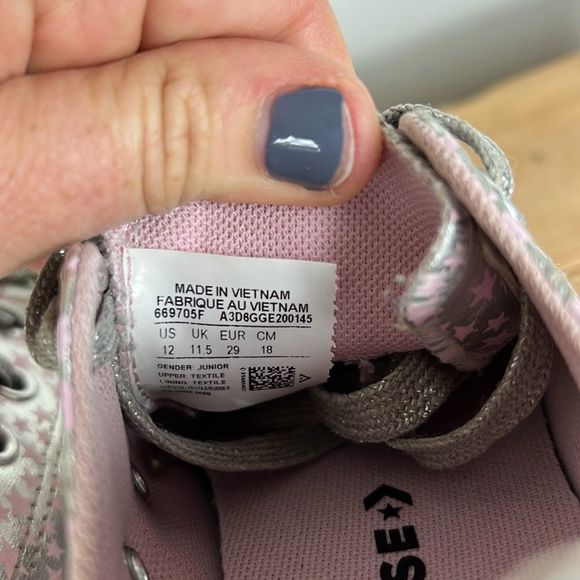 MADE IN VIETNAM
FABRIQUE AU VIETNAM
669705F A3D6GGE200145
US UK EUR CM
12 11.5 29 18
GENDER: JUNIOR
UPPER: TEXTILE
LINING: TEXTILE
SE